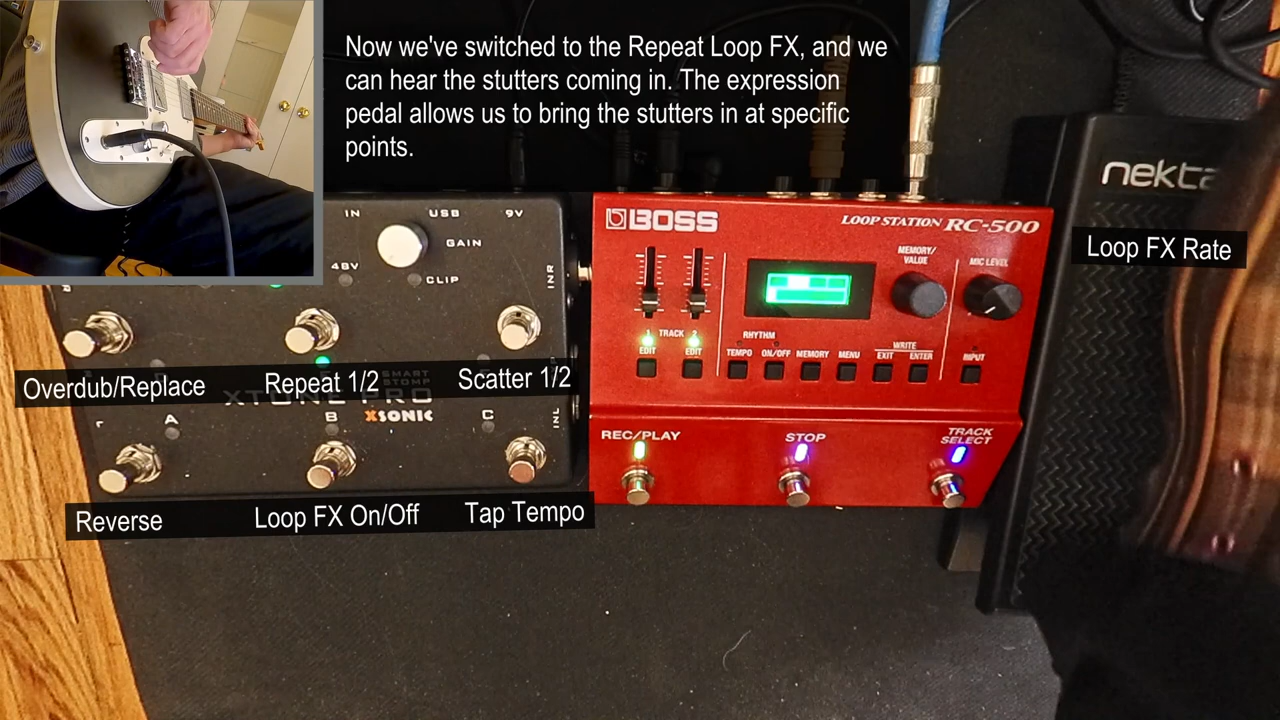 Now we've switched to the Repeat Loop FX, and we
can hear the stutters coming in. The expression
pedal allows us to bring the stutters in at specific
points.
IN USB 9V
GAIN
48V CLIP
INR
BOSS
LOOP STATION RC-500
MEMORY/
VALUE
MIC LEVEL
nekta
Loop FX Rate
1 TRACK 2
EDIT EDIT
RHYTHM
TEMPO ON/OFF MEMORY MENU
WRITE
EXIT ENTER
INPUT
Overdub/Replace Repeat 1/2 Scatter 1/2
SMART
STOMP
XTONE PRO
XSONIC
A B C
INL
REC/PLAY STOP TRACK
SELECT
Reverse Loop FX On/Off Tap Tempo